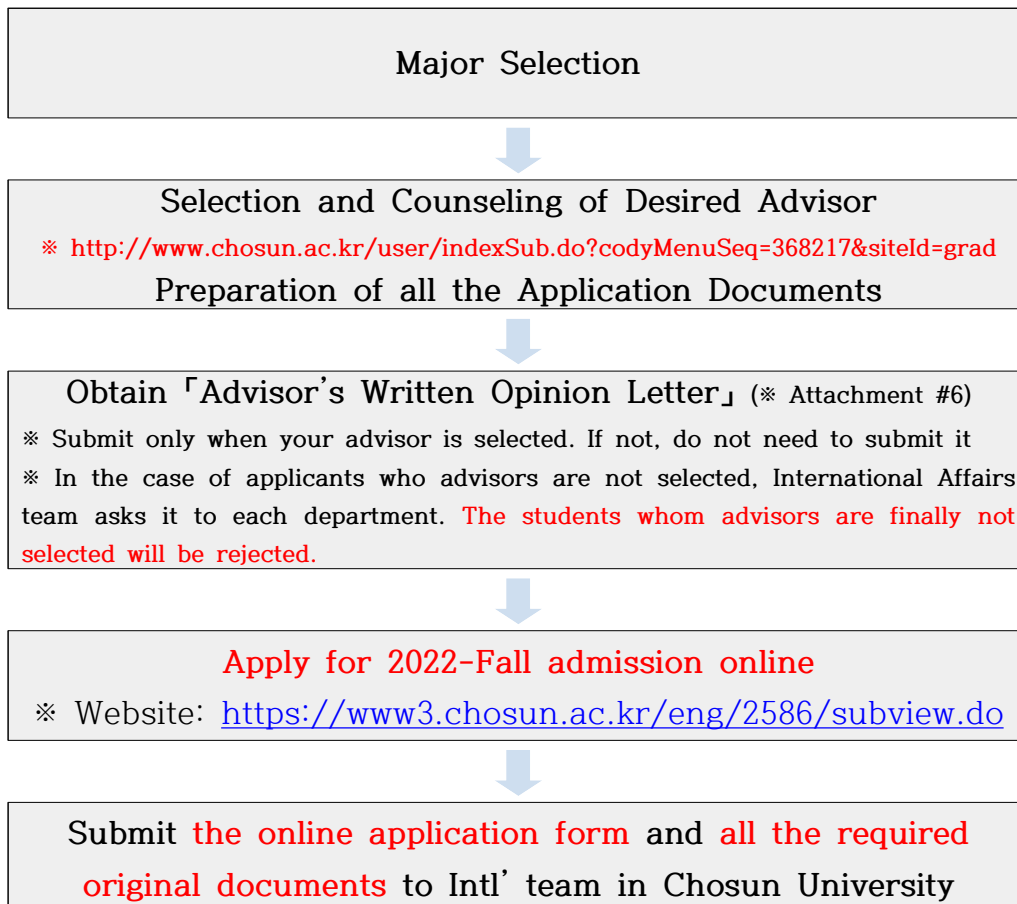 Major Selection
Selection and Counseling of Desired Advisor
※ http://www.chosun.ac.kr/user/indexSub.do?codyMenuSeq=368217&siteId=grad
Preparation of all the Application Documents
Obtain「Advisor's Written Opinion Letter」(※ Attachment #6)
※ Submit only when your advisor is selected. If not, do not need to submit it
※ In the case of applicants who advisors are not selected, International Affairs
team asks it to each department. The students whom advisors are finally not
selected will be rejected.
Apply for 2022-Fall admission online
※ Website: https://www3.chosun.ac.kr/eng/2586/subview.do
Submit the online application form and all the required
original documents to Intl' team in Chosun University